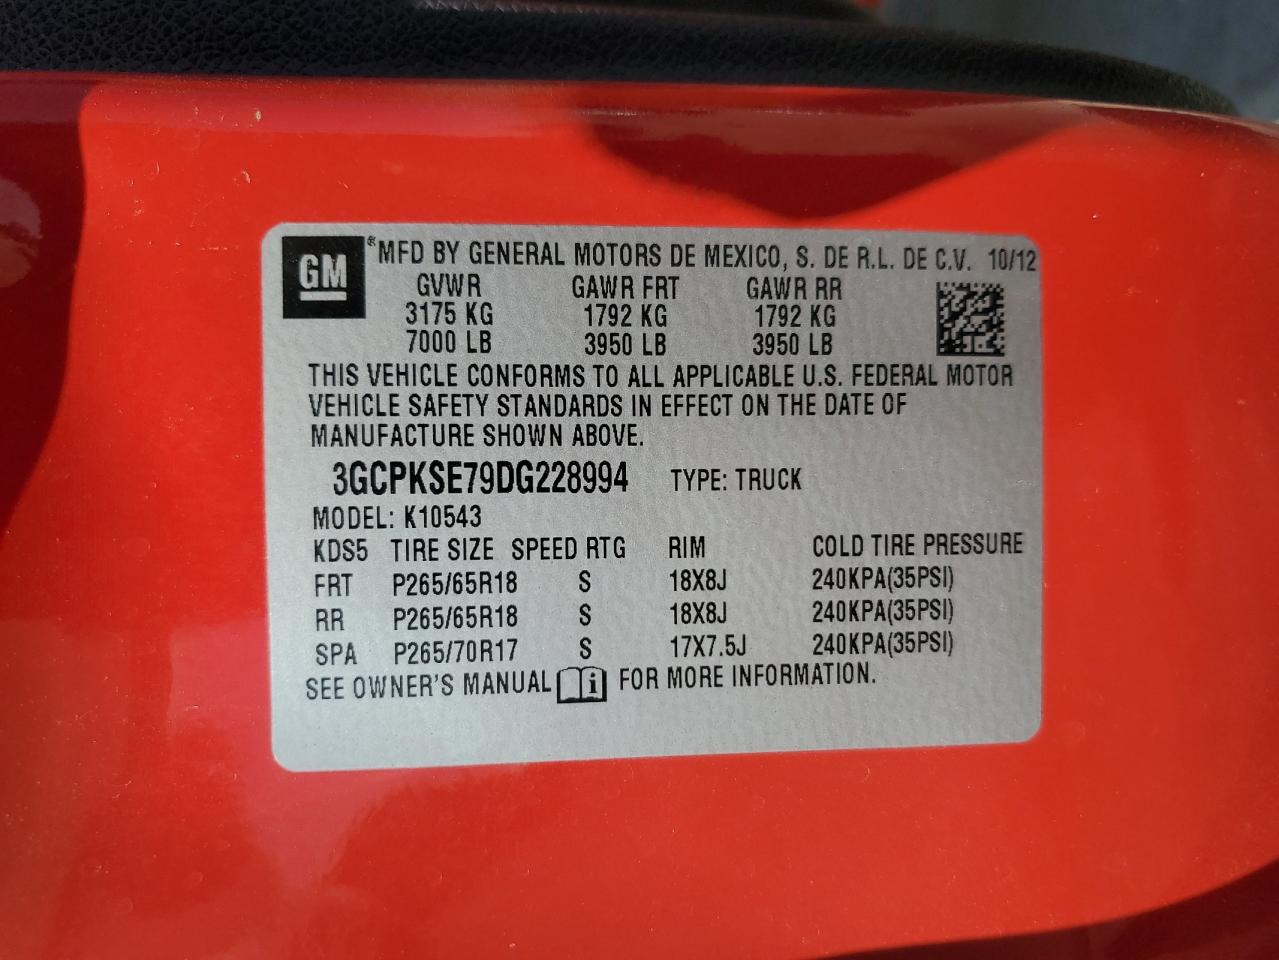 GM ® MFD BY GENERAL MOTORS DE MEXICO, S. DE R.L. DE C.V. 10/12
GVWR GAWR FRT GAWR RR
3175 KG 1792 KG 1792 KG
7000 LB 3950 LB 3950 LB
THIS VEHICLE CONFORMS TO ALL APPLICABLE U.S. FEDERAL MOTOR
VEHICLE SAFETY STANDARDS IN EFFECT ON THE DATE OF
MANUFACTURE SHOWN ABOVE.
3GCPKSE79DG228994 TYPE: TRUCK
MODEL: K10543
KDS5 TIRE SIZE SPEED RTG RIM COLD TIRE PRESSURE
FRT P265/65R18 S 18X8J 240KPA(35PSI)
RR P265/65R18 S 18X8J 240KPA(35PSI)
SPA P265/70R17 S 17X7.5J 240KPA(35PSI)
SEE OWNER'S MANUAL i FOR MORE INFORMATION.